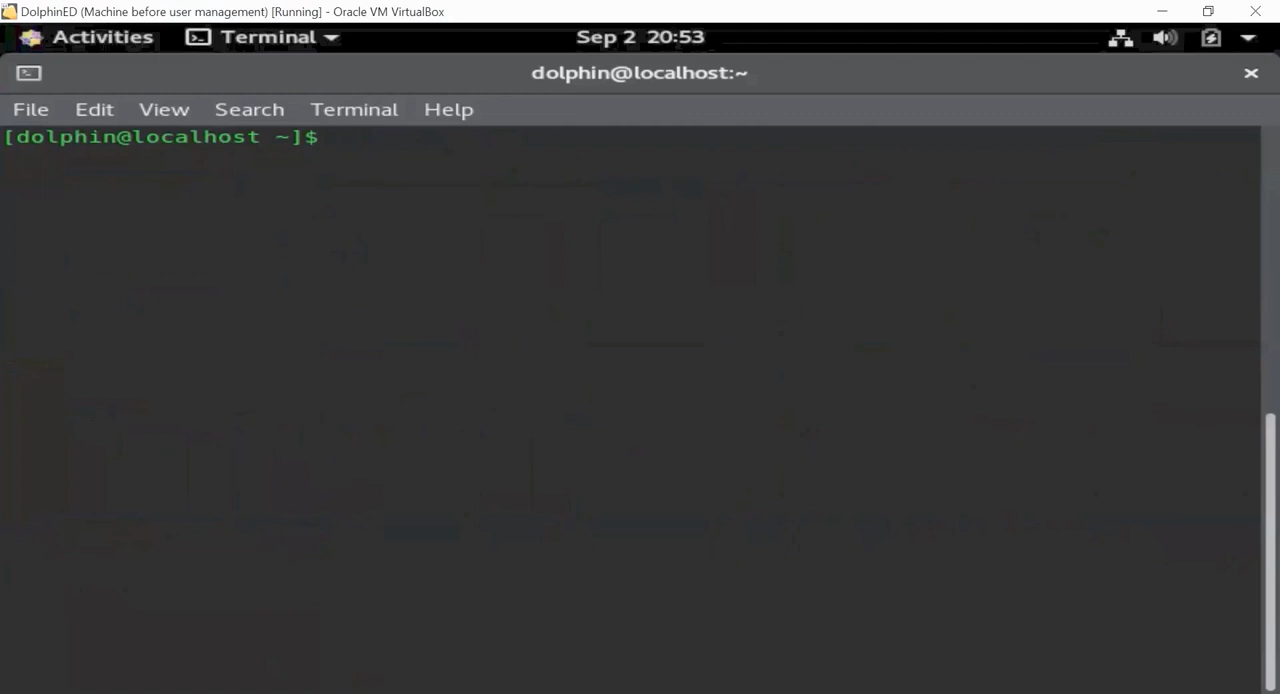 DolphinED (Machine before user management) [Running] - Oracle VM VirtualBox
Activities Terminal Sep 2 20:53
dolphin@localhost:~
File Edit View Search Terminal Help
[dolphin@localhost ~]$